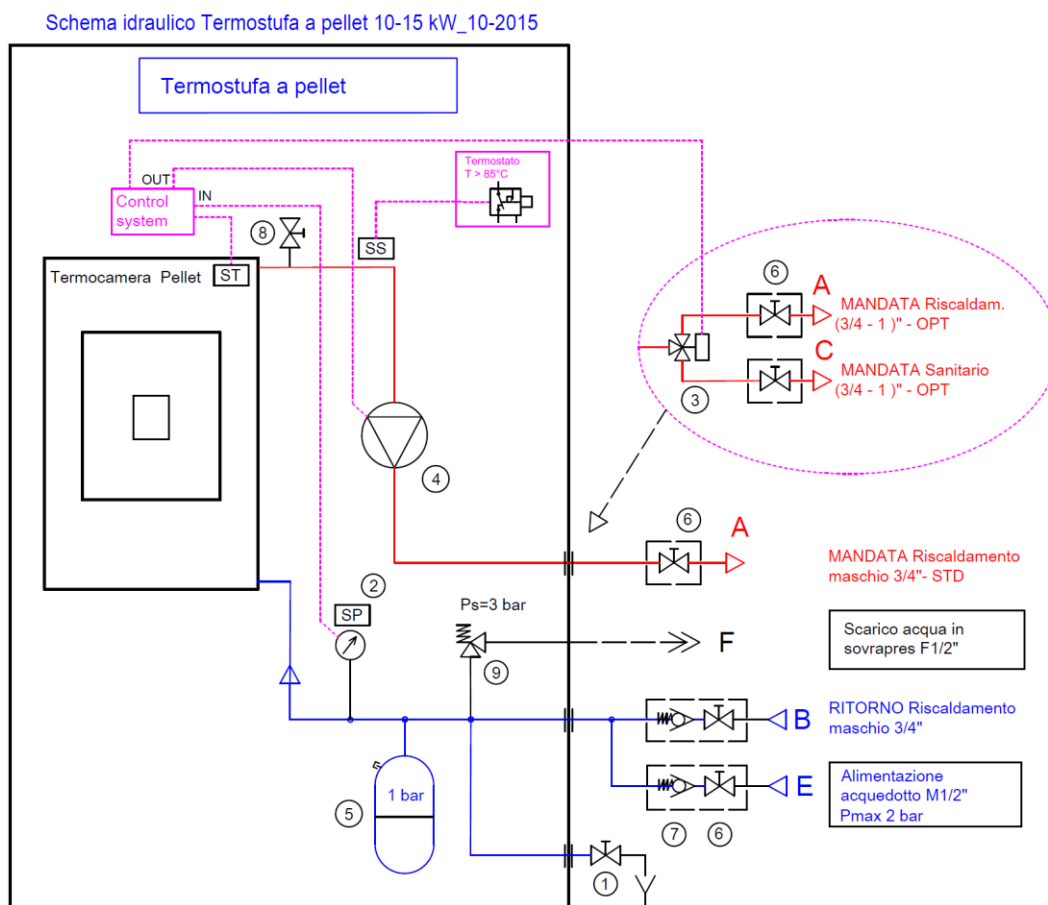 Schema idraulico Termostufa a pellet 10-15 kW_10-2015
Termostufa a pellet
OUT
IN
Control
system
Termostato
T > 85°C
8
SS
Termocamera Pellet
ST
6
A
MANDATA Riscaldam.
(3/4 - 1 )" - OPT
C
MANDATA Sanitario
(3/4 - 1 )" - OPT
3
4
6
A
MANDATA Riscaldamento
maschio 3/4"- STD
2
SP
Ps=3 bar
9
F
Scarico acqua in
sovrapres F1/2"
B
RITORNO Riscaldamento
maschio 3/4"
5
1 bar
E
Alimentazione
acquedotto M1/2"
Pmax 2 bar
7
6
1